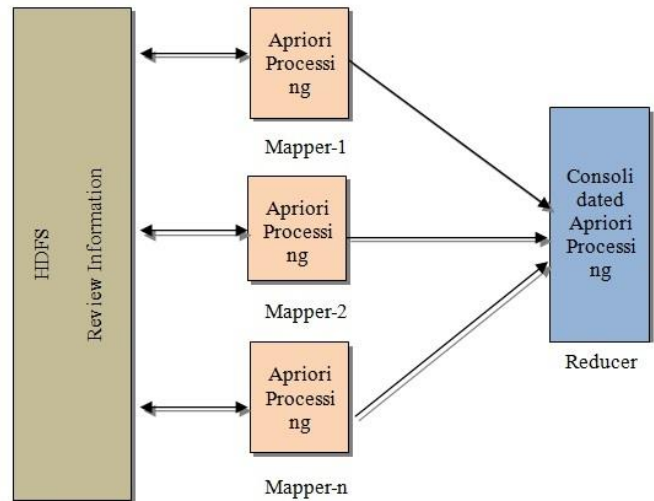 HDFS
Review Information
Apriori
Processi
ng
Mapper-1
Apriori
Processi
ng
Mapper-2
Apriori
Processi
ng
Mapper-n
Consoli
dated
Apriori
Processi
ng
Reducer